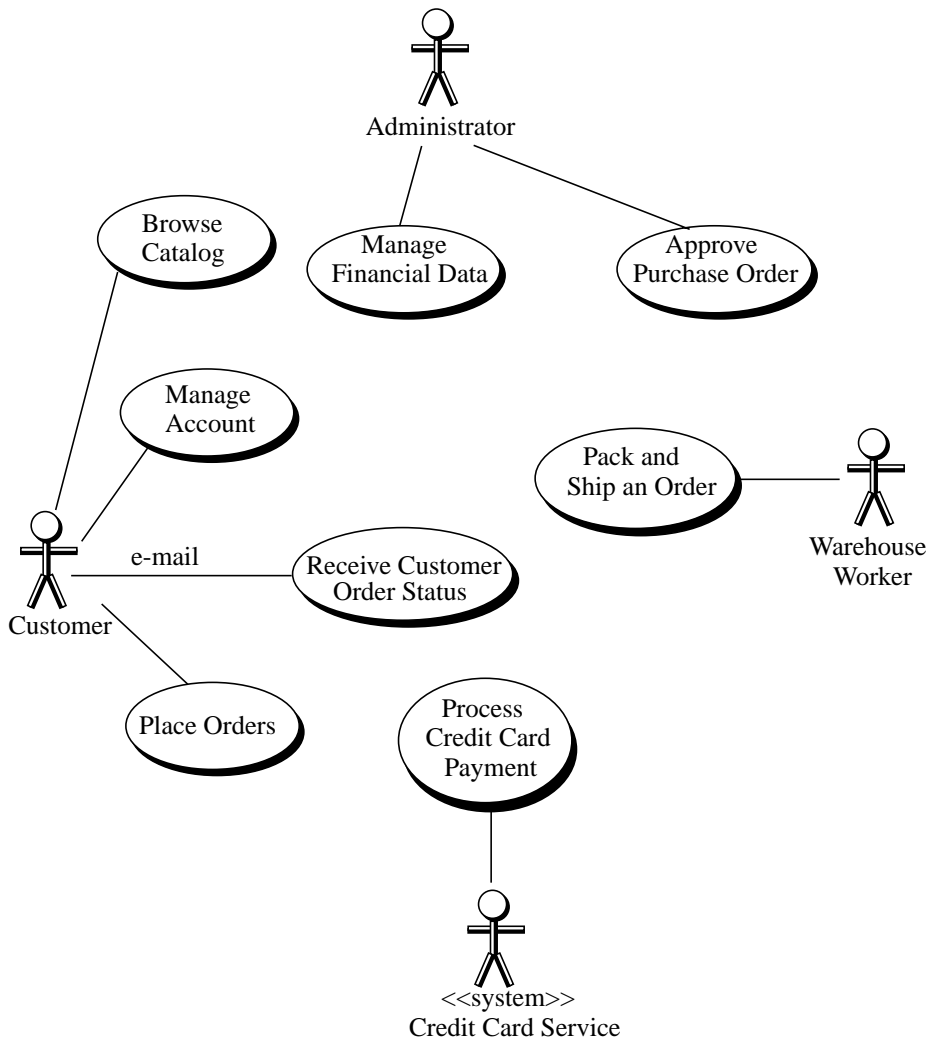 Administrator
Browse
Catalog
Manage
Financial Data
Approve
Purchase Order
Manage
Account
Pack and
Ship an Order
Warehouse
Worker
e-mail
Receive Customer
Order Status
Customer
Place Orders
Process
Credit Card
Payment
<<system>>
Credit Card Service